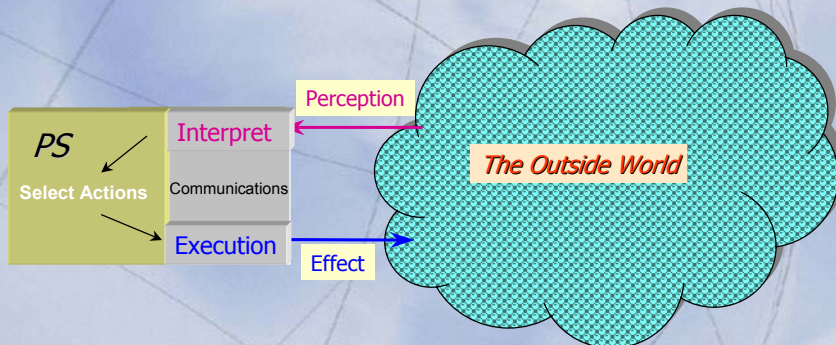 Perception
PS
Interpret
The Outside World
Select Actions
Communications
Execution
Effect